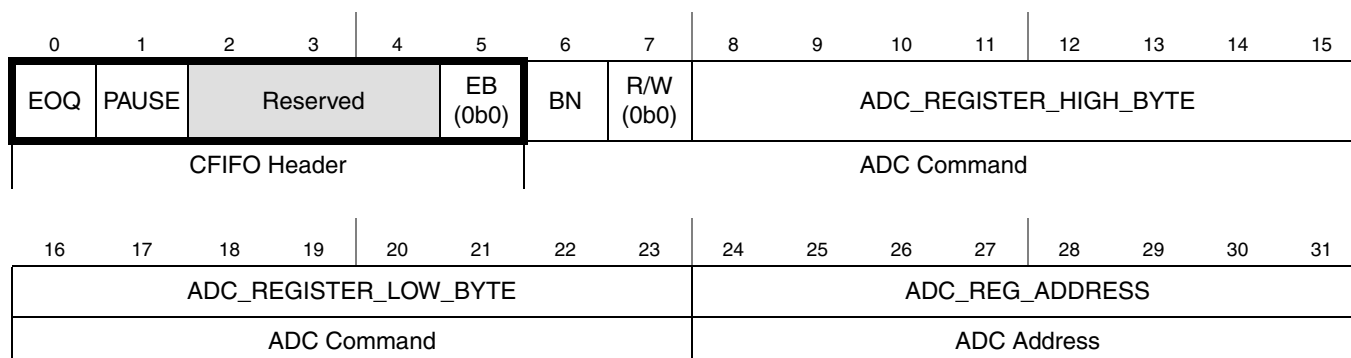 0 1 2 3 4 5 6 7 8 9 10 11 12 13 14 15
EOQ PAUSE Reserved EB (0b0) BN R/W (0b0) ADC_REGISTER_HIGH_BYTE
CFIFO Header ADC Command
16 17 18 19 20 21 22 23 24 25 26 27 28 29 30 31
ADC_REGISTER_LOW_BYTE ADC_REG_ADDRESS
ADC Command ADC Address